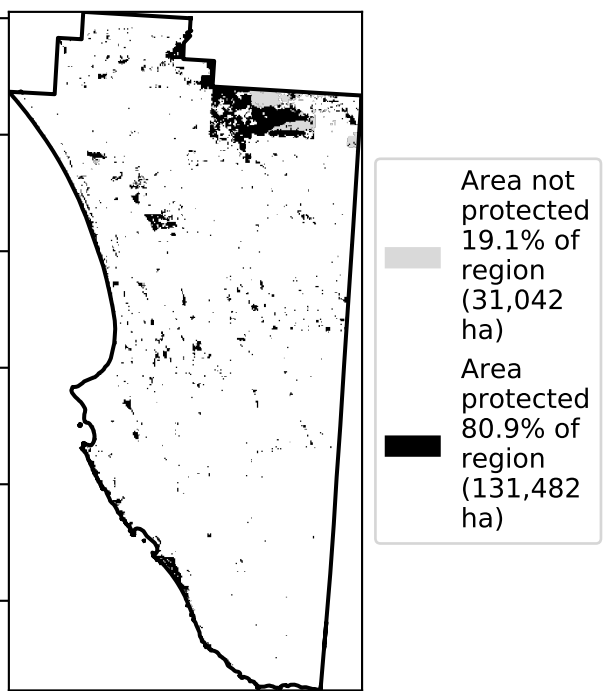 Area not
protected
19.1% of
region
(31,042
ha)
Area
protected
80.9% of
region
(131,482
ha)